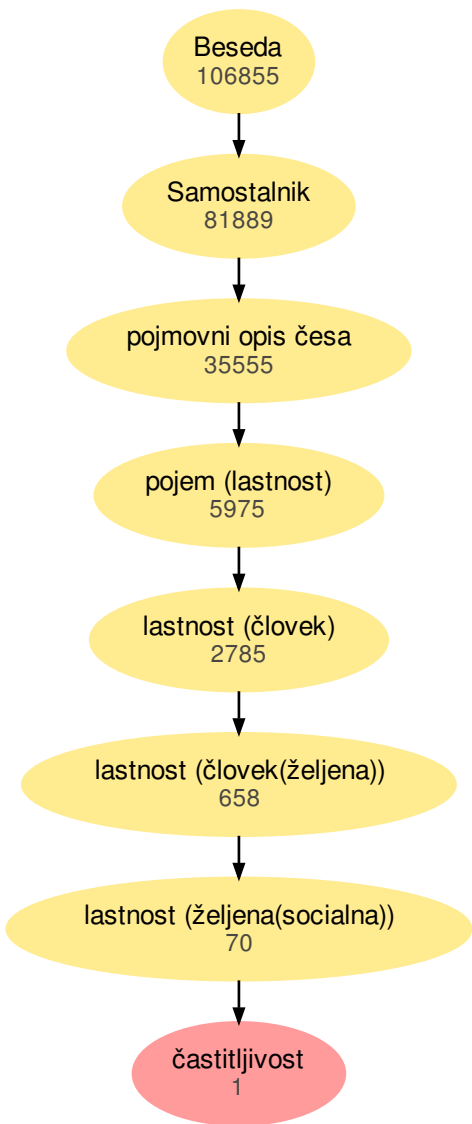 Beseda
106855
Samostalnik
81889
pojmovni opis česa
35555
pojem (lastnost)
5975
lastnost (človek)
2785
lastnost (človek(željena))
658
lastnost (željena(socialna))
70
častitljivost
1